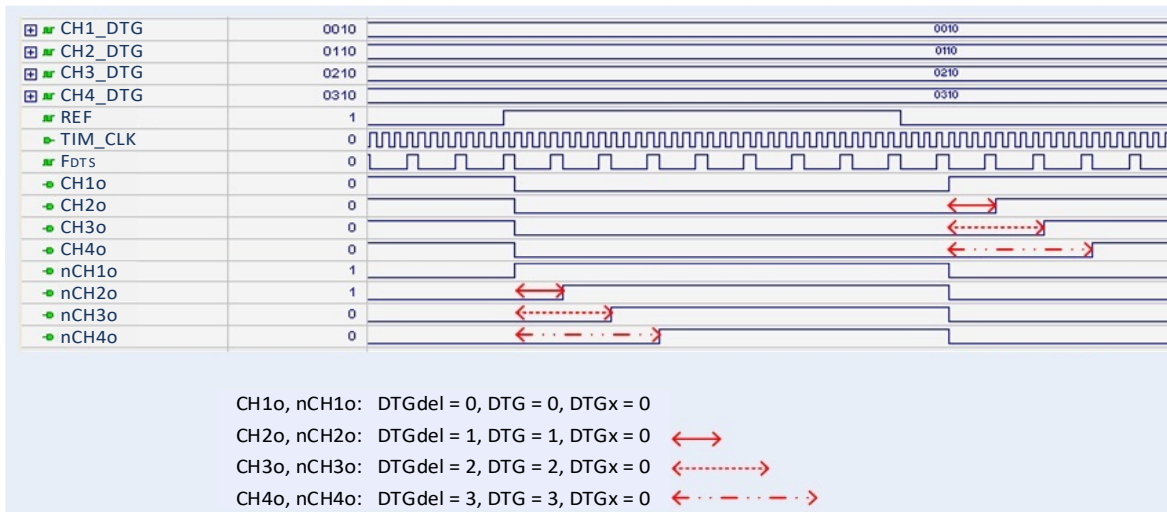 CH1_DTG 0010 0010
CH2_DTG 0110 0110
CH3_DTG 0210 0210
CH4_DTG 0310 0310
REF 1
TIM_CLK 0
FDTS 0
CH1o 0
CH2o 0
CH3o 0
CH4o 0
nCH1o 1
nCH2o 1
nCH3o 0
nCH4o 0
CH1o, nCH1o: DTGdel = 0, DTG = 0, DTGx = 0
CH2o, nCH2o: DTGdel = 1, DTG = 1, DTGx = 0
CH3o, nCH3o: DTGdel = 2, DTG = 2, DTGx = 0
CH4o, nCH4o: DTGdel = 3, DTG = 3, DTGx = 0